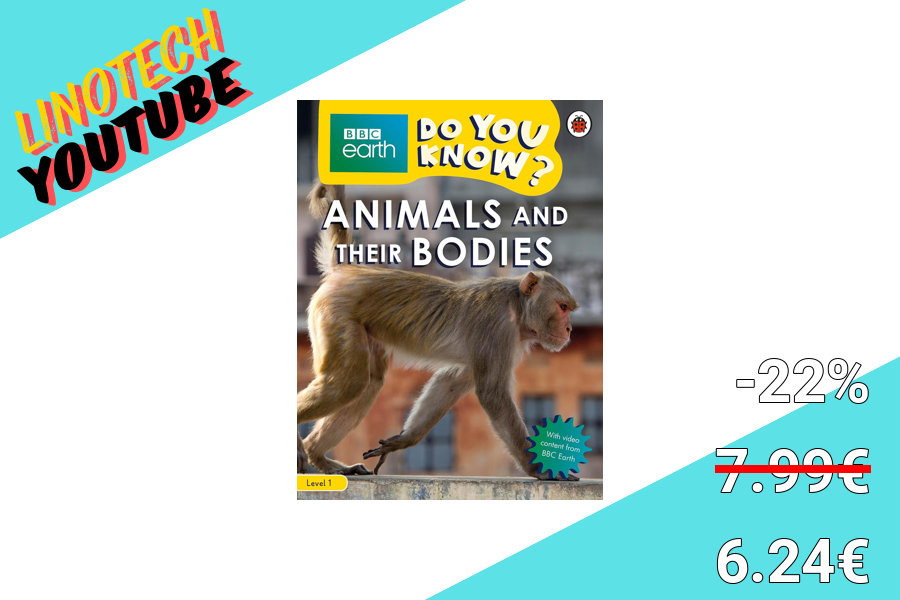 LINOTECH
YOUTUBE
BBC
earth
DO YOU
KNOW?
ANIMALS AND
THEIR BODIES
With video
content from
BBC Earth
Level 1
-22%
7.99€
6.24€